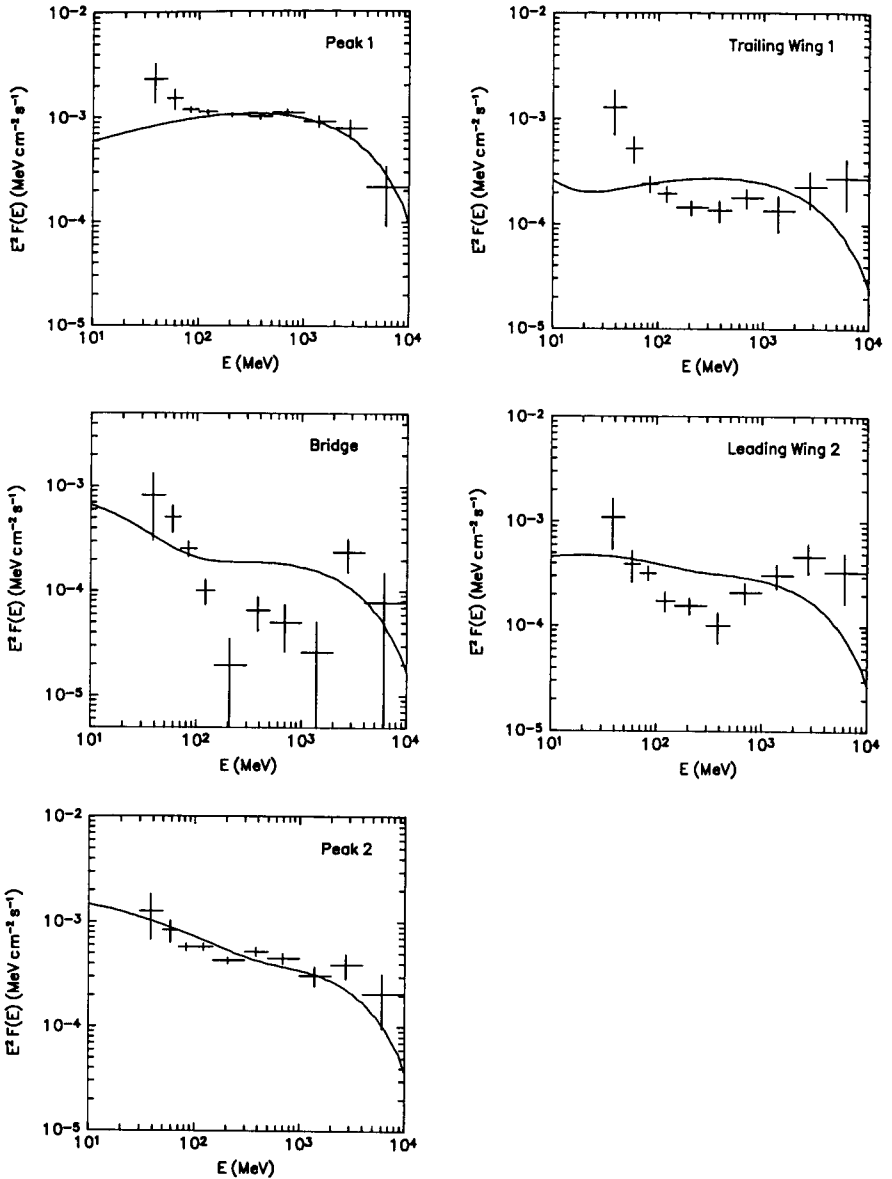 Peak 1
10⁻²
10⁻³
10⁻⁴
10⁻⁵
E² F(E) (MeV cm⁻² s⁻¹)
10¹ 10² 10³ 10⁴
E (MeV)
Trailing Wing 1
10⁻²
10⁻³
10⁻⁴
10⁻⁵
E² F(E) (MeV cm⁻² s⁻¹)
10¹ 10² 10³ 10⁴
E (MeV)
Bridge
10⁻³
10⁻⁴
10⁻⁵
E² F(E) (MeV cm⁻² s⁻¹)
10¹ 10² 10³ 10⁴
E (MeV)
Leading Wing 2
10⁻²
10⁻³
10⁻⁴
10⁻⁵
E² F(E) (MeV cm⁻² s⁻¹)
10¹ 10² 10³ 10⁴
E (MeV)
Peak 2
10⁻²
10⁻³
10⁻⁴
10⁻⁵
E² F(E) (MeV cm⁻² s⁻¹)
10¹ 10² 10³ 10⁴
E (MeV)